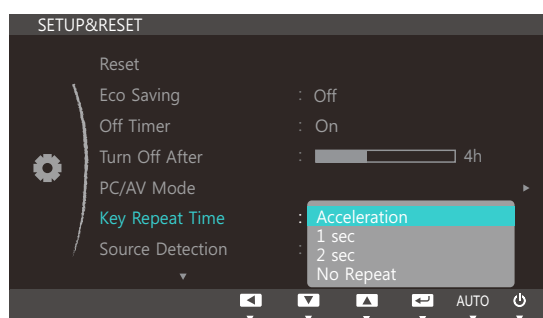 SETUP&RESET
Reset
Eco Saving : Off
Off Timer : On
Turn Off After : 4h
PC/AV Mode
Key Repeat Time : Acceleration
1 sec
Source Detection : 2 sec
No Repeat
AUTO